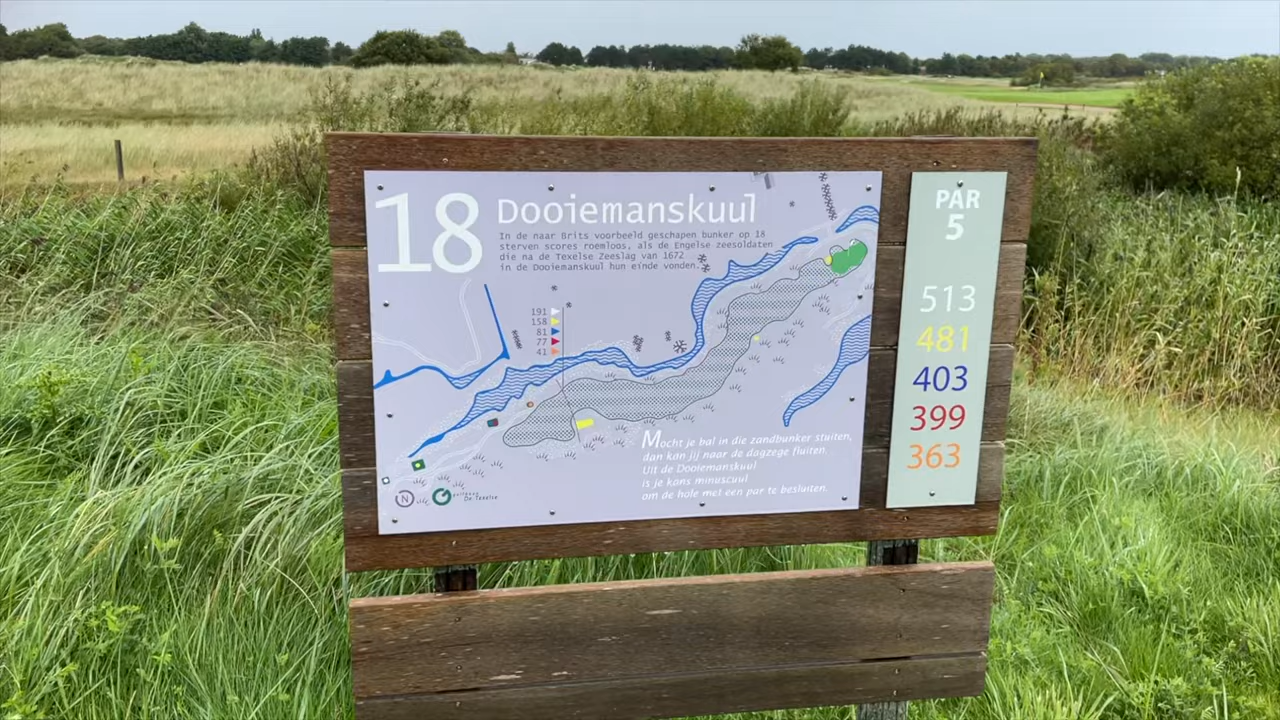 18
Dooiemanskuul
In de naar Brits voorbeeld geschapen bunker op 18
sterven scores roemloos, als de Engelse zeesoldaten
die na de Texelse Zeeslag van 1672
in de Dooiemanskuul hun einde vonden.
191
158
81
77
41
Mocht je bal in die zandbunker stuiten,
dan kan jij naar de dagzege fluiten.
Uit de Dooiemanskuul
is je kans minuscuul
om de hole met een par te besluiten.
N
De Texelse
PAR
5
513
481
403
399
363